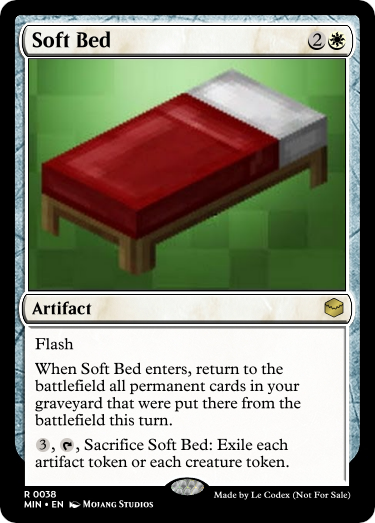 Soft Bed 2
Artifact
Flash
When Soft Bed enters, return to the
battlefield all permanent cards in your
graveyard that were put there from the
battlefield this turn.
3, , Sacrifice Soft Bed: Exile each
artifact token or each creature token.
R 0038
MIN • EN Mojang Studios
Made by Le Codex (Not For Sale)